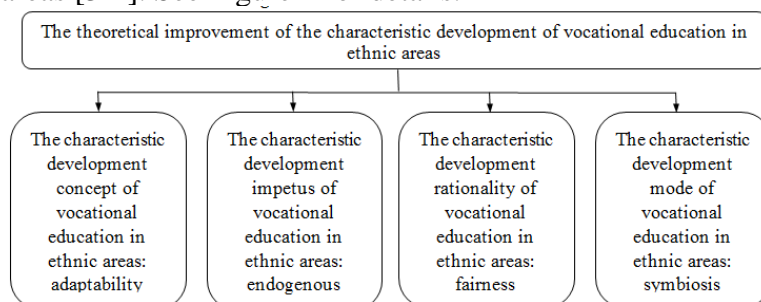 The theoretical improvement of the characteristic development of vocational education in
ethnic areas
The characteristic
development
concept of
vocational
education in
ethnic areas:
adaptability
The characteristic
development
impetus of
vocational
education in
ethnic areas:
endogenous
The characteristic
development
rationality of
vocational
education in
ethnic areas:
fairness
The characteristic
development
mode of
vocational
education in
ethnic areas:
symbiosis